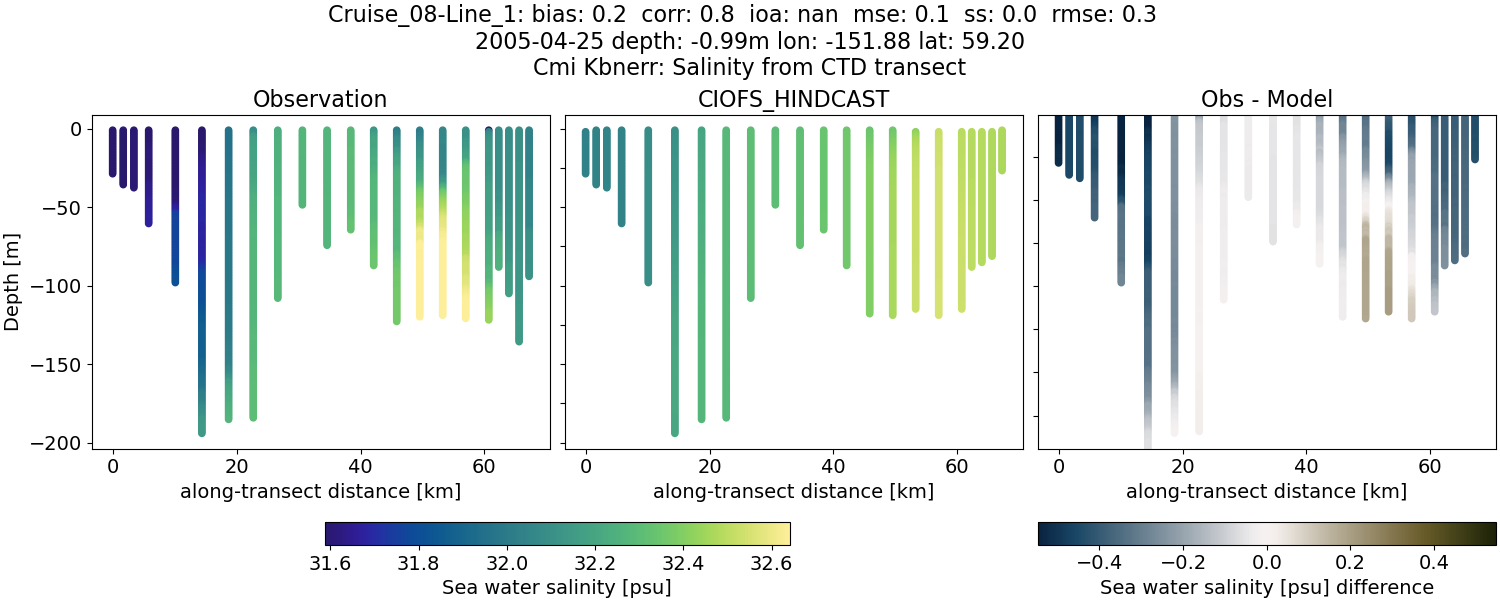 Cruise_08-Line_1: bias: 0.2  corr: 0.8  ioa: nan  mse: 0.1  ss: 0.0  rmse: 0.3
2005-04-25 depth: -0.99m lon: -151.88 lat: 59.20
Cmi Kbnerr: Salinity from CTD transect
Observation
CIOFS_HINDCAST
Obs - Model
Depth [m]
0
−50
−100
−150
−200
0 20 40 60
0 20 40 60
0 20 40 60
along-transect distance [km]
along-transect distance [km]
along-transect distance [km]
31.6 31.8 32.0 32.2 32.4 32.6
Sea water salinity [psu]
−0.4 −0.2 0.0 0.2 0.4
Sea water salinity [psu] difference